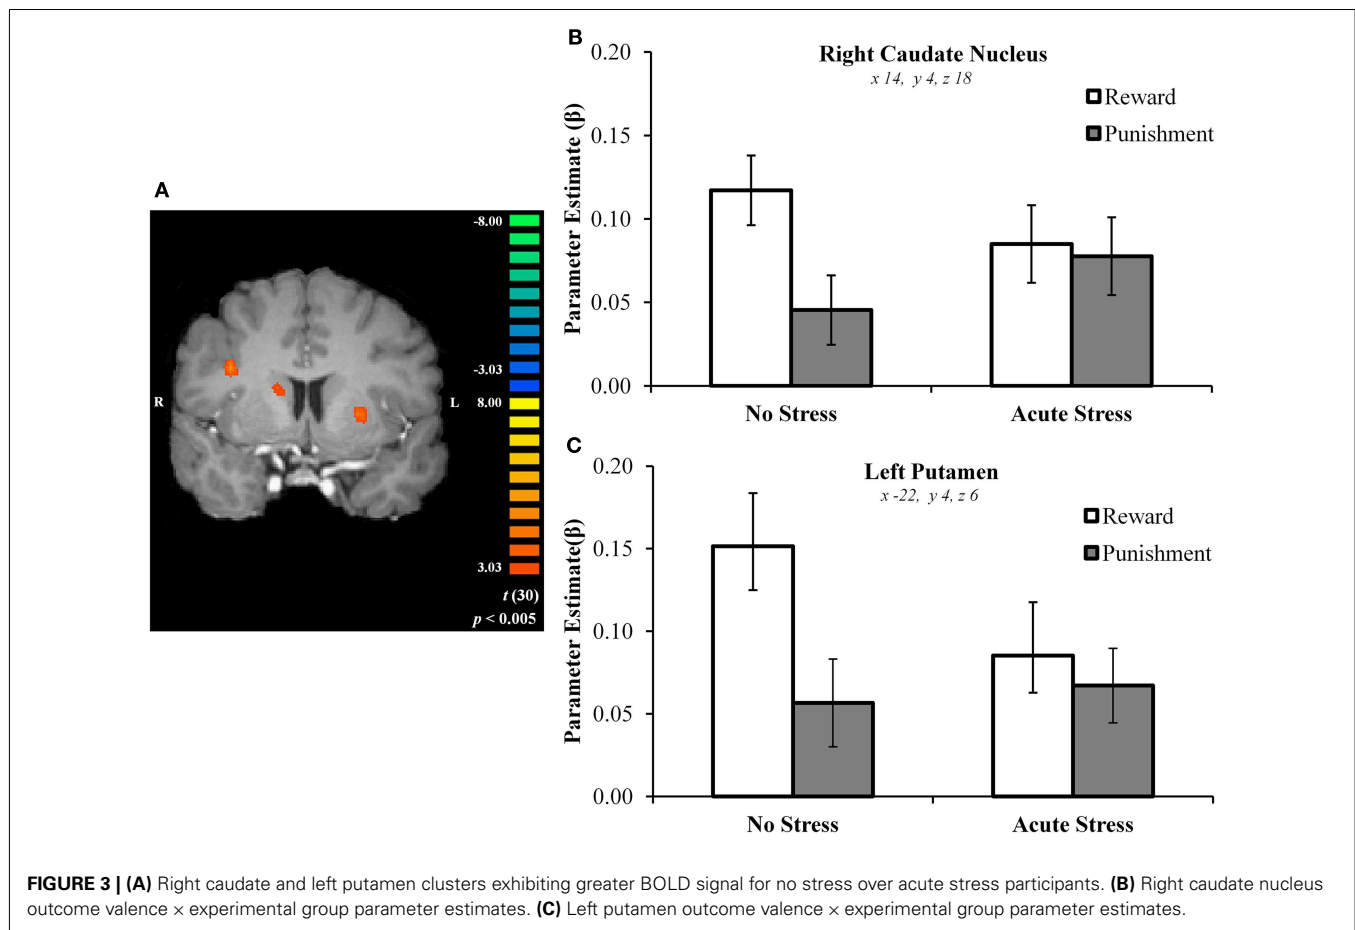 A
-8.00
-3.03
8.00
3.03
R
L
t (30)
p < 0.005
B
Right Caudate Nucleus
x 14, y 4, z 18
Parameter Estimate (β)
0.20
0.15
0.10
0.05
0.00
Reward
Punishment
No Stress
Acute Stress
C
Left Putamen
x -22, y 4, z 6
Parameter Estimate(β)
0.20
0.15
0.10
0.05
0.00
Reward
Punishment
No Stress
Acute Stress
FIGURE 3 | (A) Right caudate and left putamen clusters exhibiting greater BOLD signal for no stress over acute stress participants. (B) Right caudate nucleus
outcome valence × experimental group parameter estimates. (C) Left putamen outcome valence × experimental group parameter estimates.